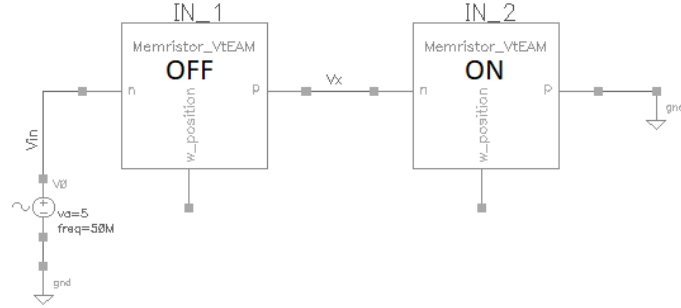 IN_1
IN_2
Memristor_VtEAM
Memristor_VtEAM
OFF
ON
n
p
Vx
n
p
w_position
w_position
gnd
Vin
V0
va=5
freq=50M
gnd